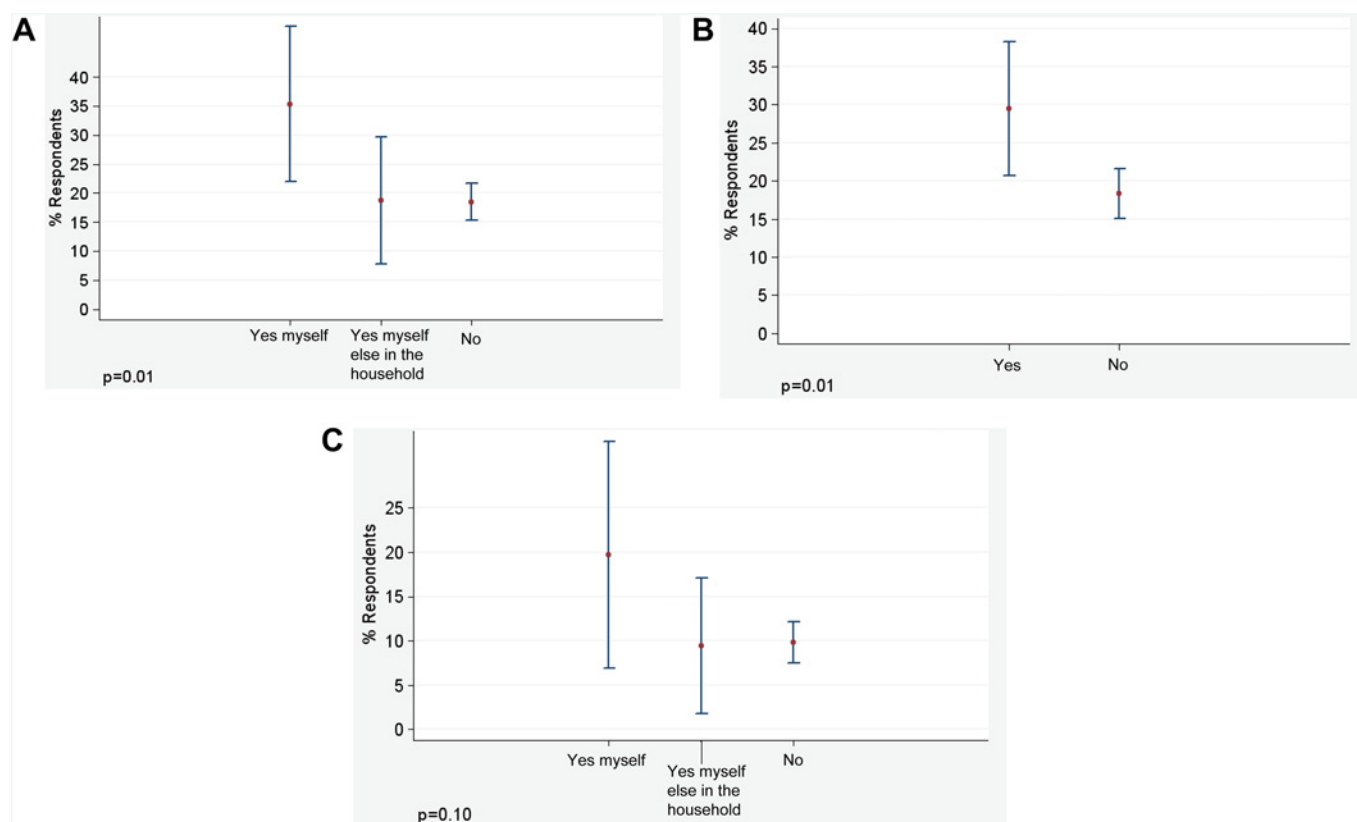 A
% Respondents
40
35
30
25
20
15
10
5
0
Yes myself
Yes myself
else in the
household
No
p=0.01
B
% Respondents
40
35
30
25
20
15
10
5
0
Yes
No
p=0.01
C
% Respondents
25
20
15
10
5
0
Yes myself
Yes myself
else in the
household
No
p=0.10